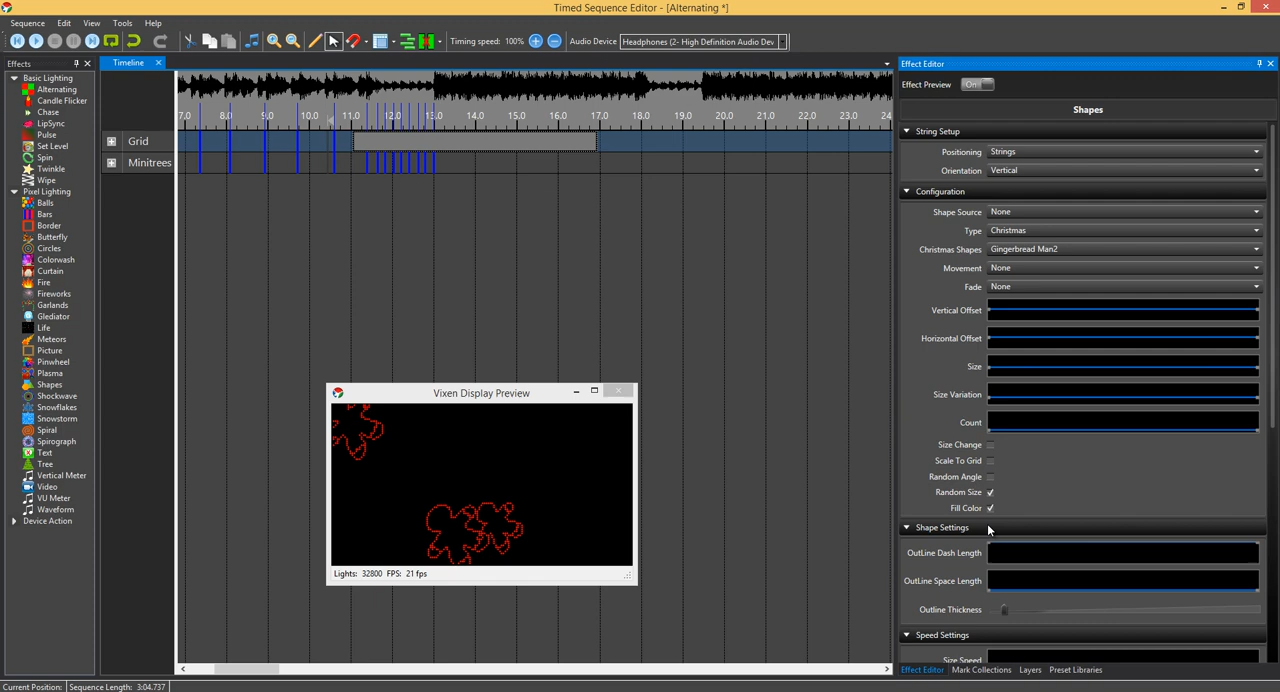 Timed Sequence Editor - [Alternating *]
Sequence Edit View Tools Help
Timing speed: 100% Audio Device Headphones (2- High Definition Audio Dev
Effects
Basic Lighting
Alternating
Candle Flicker
Chase
LipSync
Pulse
Set Level
Spin
Twinkle
Wipe
Pixel Lighting
Balls
Bars
Border
Butterfly
Circles
Colorwash
Curtain
Fire
Fireworks
Garlands
Glediator
Life
Meteors
Picture
Pinwheel
Plasma
Shapes
Shockwave
Snowflakes
Snowstorm
Spiral
Spirograph
Text
Tree
Vertical Meter
Video
VU Meter
Waveform
Device Action
Timeline
7.0 8.0 9.0 10.0 11.0 12.0 13.0 14.0 15.0 16.0 17.0 18.0 19.0 20.0 21.0 22.0 23.0 24
Grid
Minitrees
Vixen Display Preview
Lights: 32800 FPS: 21 fps
Effect Editor
Effect Preview On
Shapes
String Setup
Positioning Strings
Orientation Vertical
Configuration
Shape Source None
Type Christmas
Christmas Shapes Gingerbread Man2
Movement None
Fade None
Vertical Offset
Horizontal Offset
Size
Size Variation
Count
Size Change
Scale To Grid
Random Angle
Random Size
Fill Color
Shape Settings
OutLine Dash Length
OutLine Space Length
Outline Thickness
Speed Settings
Size Speed
Effect Editor Mark Collections Layers Preset Libraries
Current Position: Sequence Length: 3:04.737